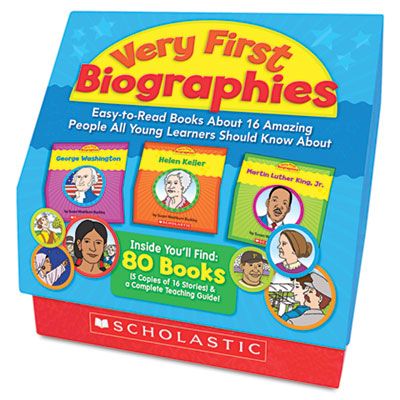 Very First
Biographies
Easy-to-Read Books About 16 Amazing
People All Young Learners Should Know About
George Washington
Helen Keller
Martin Luther King, Jr.
Inside You'll Find:
80 Books
(5 Copies of 16 Stories) &
a Complete Teaching Guide!
SCHOLASTIC